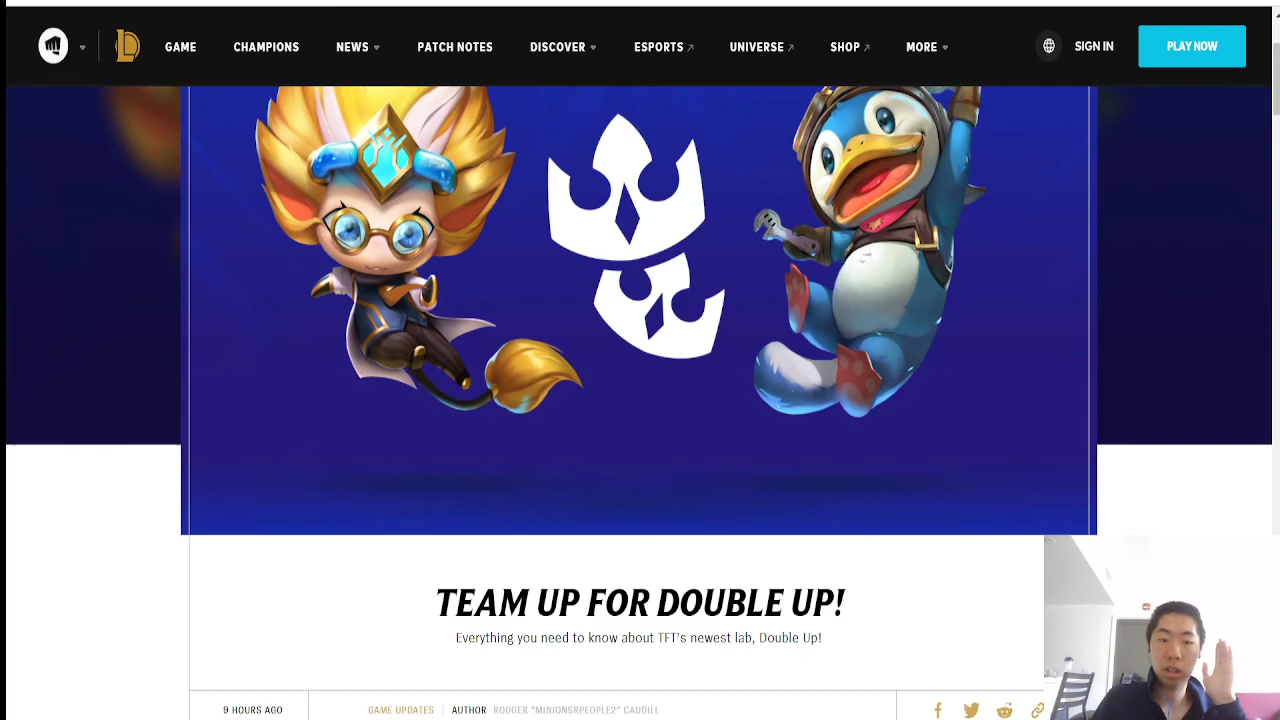 GAME CHAMPIONS NEWS PATCH NOTES DISCOVER ESPORTS UNIVERSE SHOP MORE SIGN IN PLAY NOW
TEAM UP FOR DOUBLE UP!
Everything you need to know about TFT's newest lab, Double Up!
9 HOURS AGO GAME UPDATES AUTHOR RODGER "MINIONSRPEOPLE2" CAUDILL